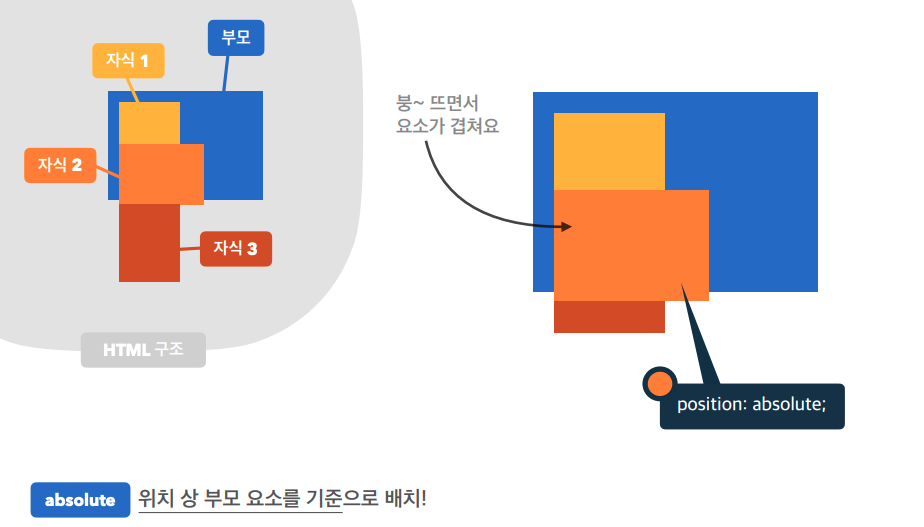 부모
자식 1
자식 2
자식 3
HTML 구조
붕~ 뜨면서
요소가 겹쳐요
position: absolute;
absolute 위치 상 부모 요소를 기준으로 배치!